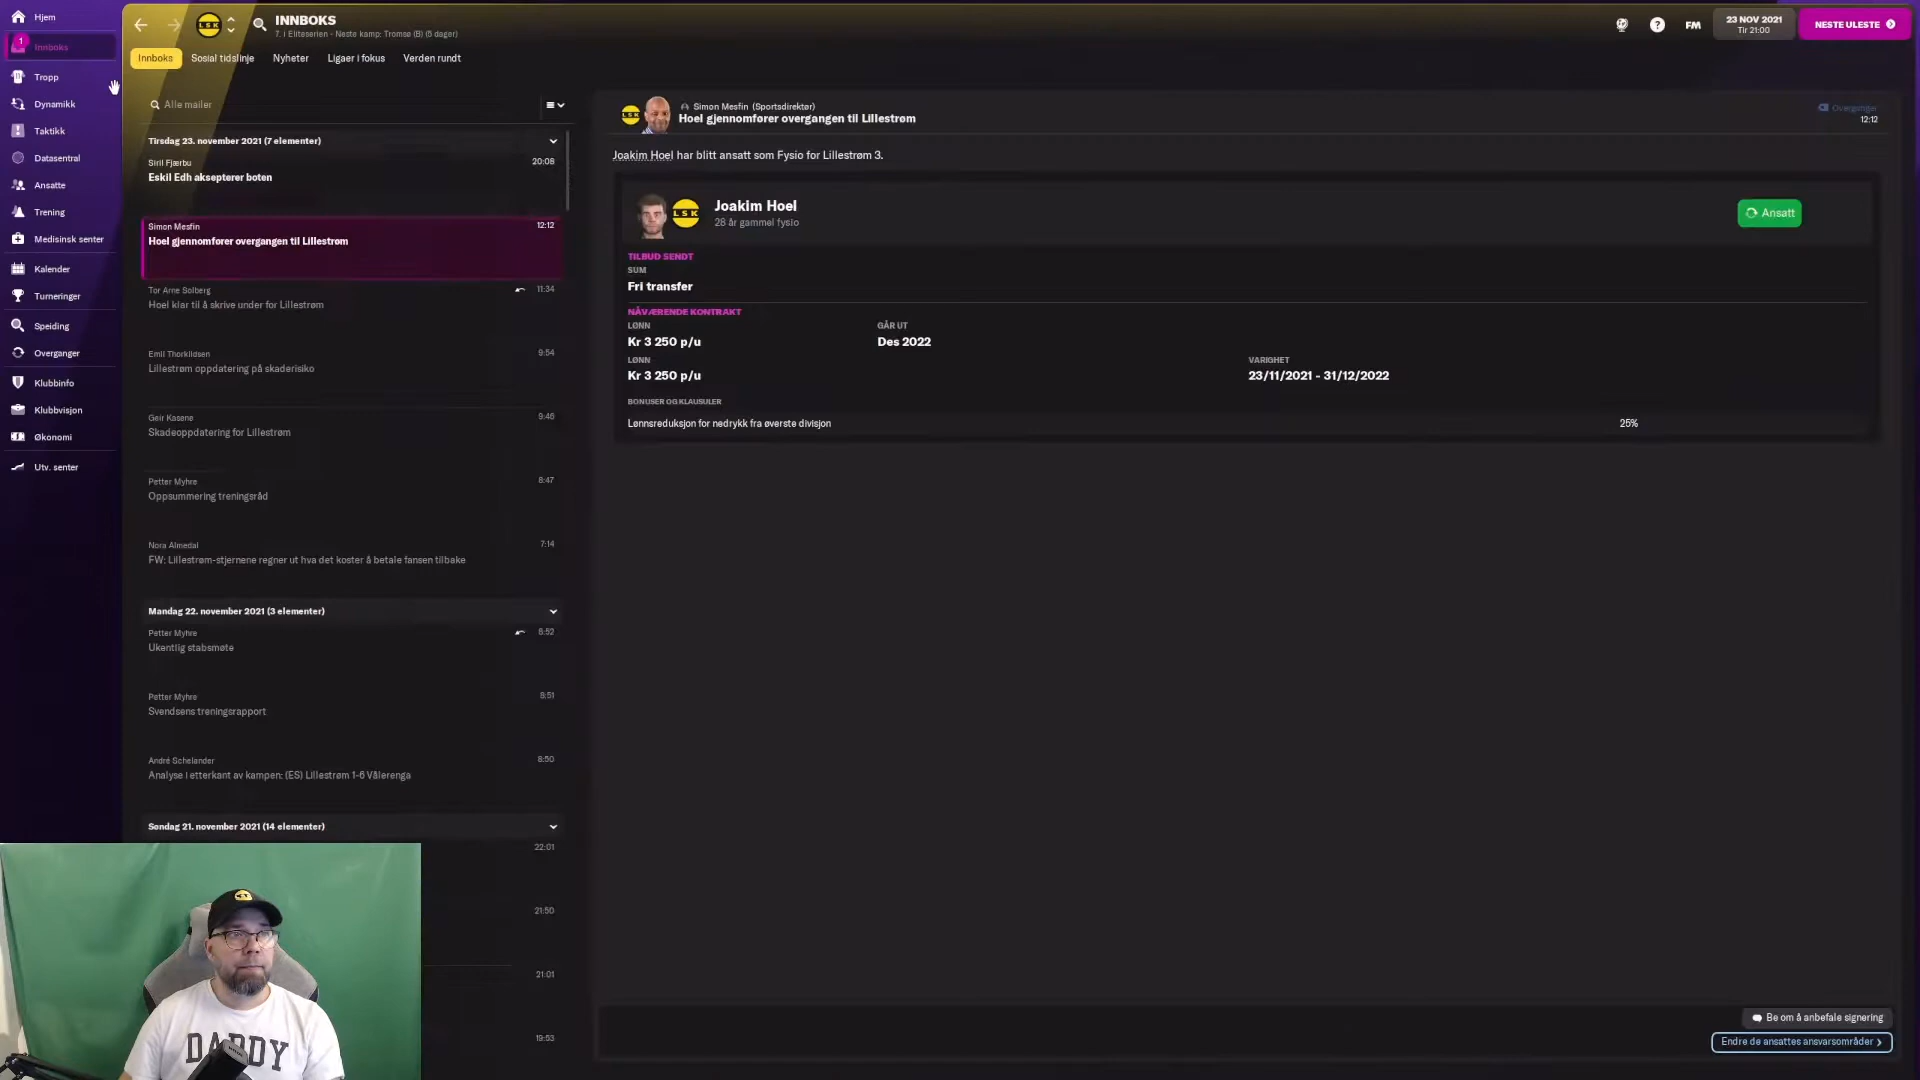 Hjem
1
Innboks
Tropp
Dynamikk
Taktikk
Datasentral
Ansatte
Trening
Medisinsk senter
Kalender
Turneringer
Speiding
Overganger
Klubbinfo
Klubbvisjon
Økonomi
Utv. senter
LSK
INNBOKS
7. i Eliteserien - Neste kamp: Tromsø (B) (6 dager)
FM
23 NOV 2021
Tir 21:00
NESTE ULESTE
Innboks
Sosial tidslinje
Nyheter
Ligaer i fokus
Verden rundt
Alle mailer
Tirsdag 23. november 2021 (7 elementer)
Siril Fjærbu 20:08
Eskil Edh aksepterer boten
Simon Mesfin 12:12
Hoel gjennomfører overgangen til Lillestrøm
Tor Arne Solberg 11:34
Hoel klar til å skrive under for Lillestrøm
Emil Thorkildsen 9:54
Lillestrøm oppdatering på skaderisiko
Geir Kasene 9:46
Skadeoppdatering for Lillestrøm
Petter Myhre 8:47
Oppsummering treningsråd
Nora Almedal 7:14
FW: Lillestrøm-stjernene regner ut hva det koster å betale fansen tilbake
Mandag 22. november 2021 (3 elementer)
Petter Myhre 8:52
Ukentlig stabsmøte
Petter Myhre 8:51
Svendsens treningsrapport
André Schelander 8:50
Analyse i etterkant av kampen: (ES) Lillestrøm 1-6 Vålerenga
Søndag 21. november 2021 (14 elementer)
22:01
21:50
21:01
19:53
LSK
Simon Mesfin (Sportsdirektør)
Hoel gjennomfører overgangen til Lillestrøm
Overganger
12:12
Joakim Hoel har blitt ansatt som Fysio for Lillestrøm 3.
LSK
Joakim Hoel
28 år gammel fysio
Ansatt
TILBUD SENDT
SUM
Fri transfer
NÅVÆRENDE KONTRAKT
LØNN GÅR UT
Kr 3 250 p/u Des 2022
LØNN VARIGHET
Kr 3 250 p/u 23/11/2021 - 31/12/2022
BONUSER OG KLAUSULER
Lønnsreduksjon for nedrykk fra øverste divisjon 25%
Be om å anbefale signering
Endre de ansattes ansvarsområder
DADDY